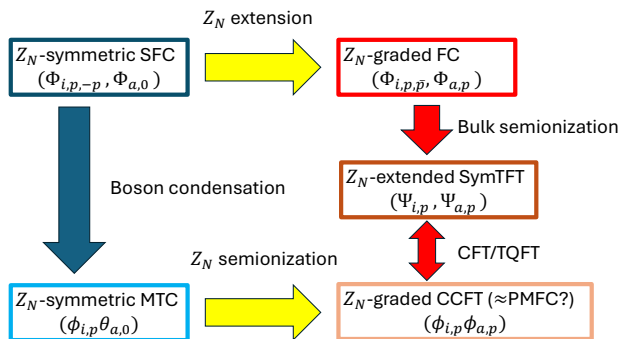 Z_N extension
Z_N-symmetric SFC
(Φ_{i,p,−p}, Φ_{a,0})
Z_N-graded FC
(Φ_{i,p,p̄}, Φ_{a,p})
Bulk semionization
Boson condensation
Z_N-extended SymTFT
(Ψ_{i,p}, Ψ_{a,p})
CFT/TQFT
Z_N semionization
Z_N-symmetric MTC
(ϕ_{i,p}θ_{a,0})
Z_N-graded CCFT (≈PMFC?)
(ϕ_{i,p}ϕ_{a,p})